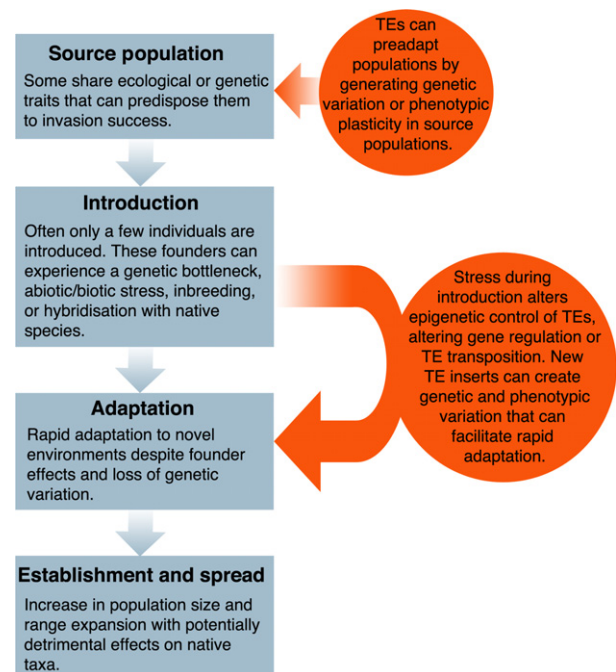 Source population
Some share ecological or genetic
traits that can predispose them
to invasion success.
TEs can
preadapt
populations by
generating genetic
variation or phenotypic
plasticity in source
populations.
Introduction
Often only a few individuals are
introduced. These founders can
experience a genetic bottleneck,
abiotic/biotic stress, inbreeding,
or hybridisation with native
species.
Stress during
introduction alters
epigenetic control of TEs,
altering gene regulation or
TE transposition. New
TE inserts can create
genetic and phenotypic
variation that can
facilitate rapid
adaptation.
Adaptation
Rapid adaptation to novel
environments despite founder
effects and loss of genetic
variation.
Establishment and spread
Increase in population size and
range expansion with potentially
detrimental effects on native
taxa.